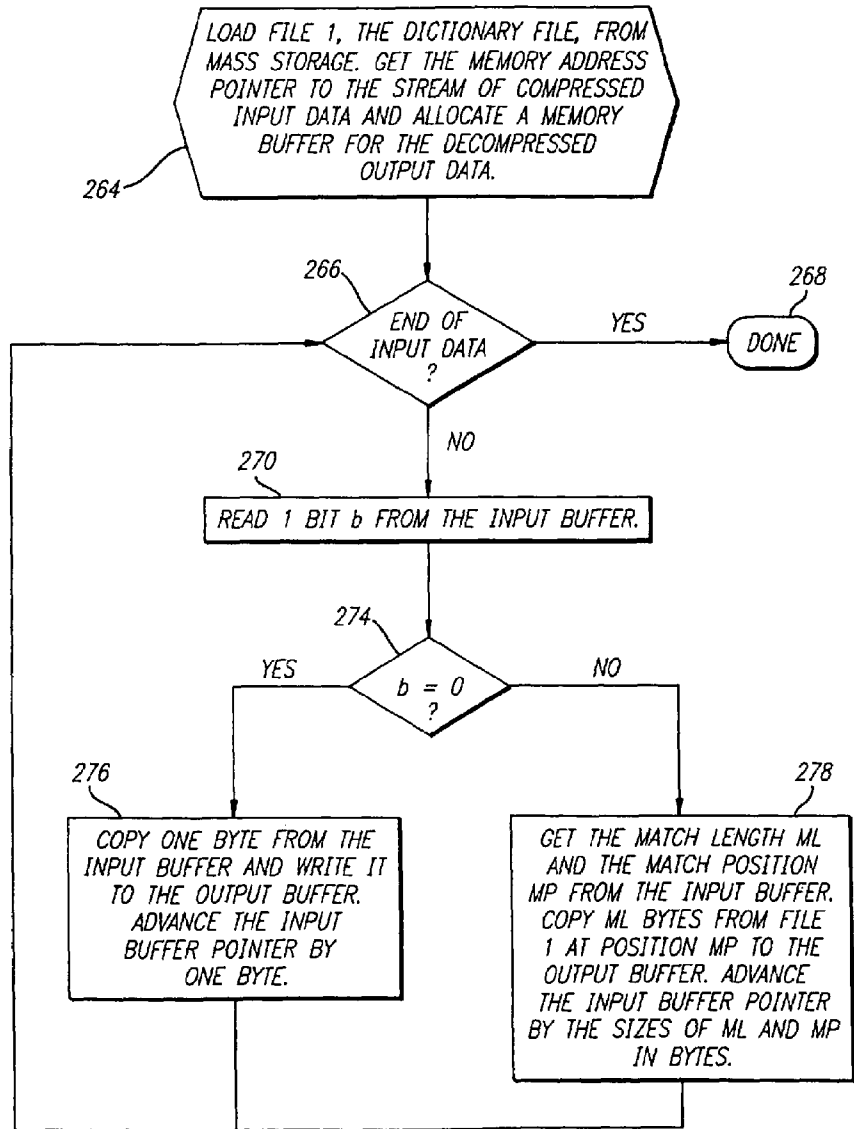 LOAD FILE 1, THE DICTIONARY FILE, FROM
MASS STORAGE. GET THE MEMORY ADDRESS
POINTER TO THE STREAM OF COMPRESSED
INPUT DATA AND ALLOCATE A MEMORY
BUFFER FOR THE DECOMPRESSED
OUTPUT DATA.
264
266
END OF
INPUT DATA
?
YES
268
DONE
NO
270
READ 1 BIT b FROM THE INPUT BUFFER.
274
YES
b = 0
?
NO
276
COPY ONE BYTE FROM THE
INPUT BUFFER AND WRITE IT
TO THE OUTPUT BUFFER.
ADVANCE THE INPUT
BUFFER POINTER BY
ONE BYTE.
278
GET THE MATCH LENGTH ML
AND THE MATCH POSITION
MP FROM THE INPUT BUFFER.
COPY ML BYTES FROM FILE
1 AT POSITION MP TO THE
OUTPUT BUFFER. ADVANCE
THE INPUT BUFFER POINTER
BY THE SIZES OF ML AND MP
IN BYTES.